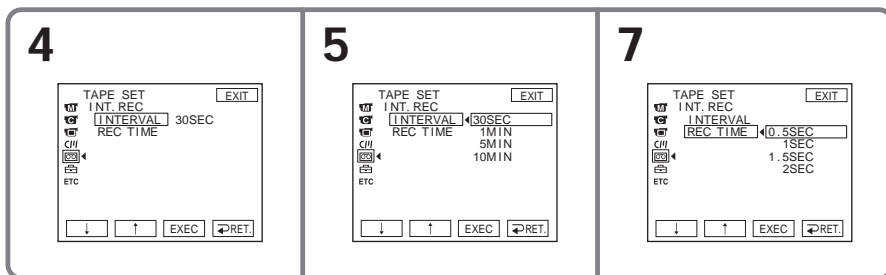 4
TAPE SET EXIT
INT. REC
INTERVAL 30SEC
REC TIME
ETC
↓ ↑ EXEC RET.
5
TAPE SET EXIT
INT. REC
INTERVAL 30SEC
REC TIME 1MIN
5MIN
10MIN
ETC
↓ ↑ EXEC RET.
7
TAPE SET EXIT
INT. REC
INTERVAL
REC TIME 0.5SEC
1SEC
1.5SEC
2SEC
ETC
↓ ↑ EXEC RET.